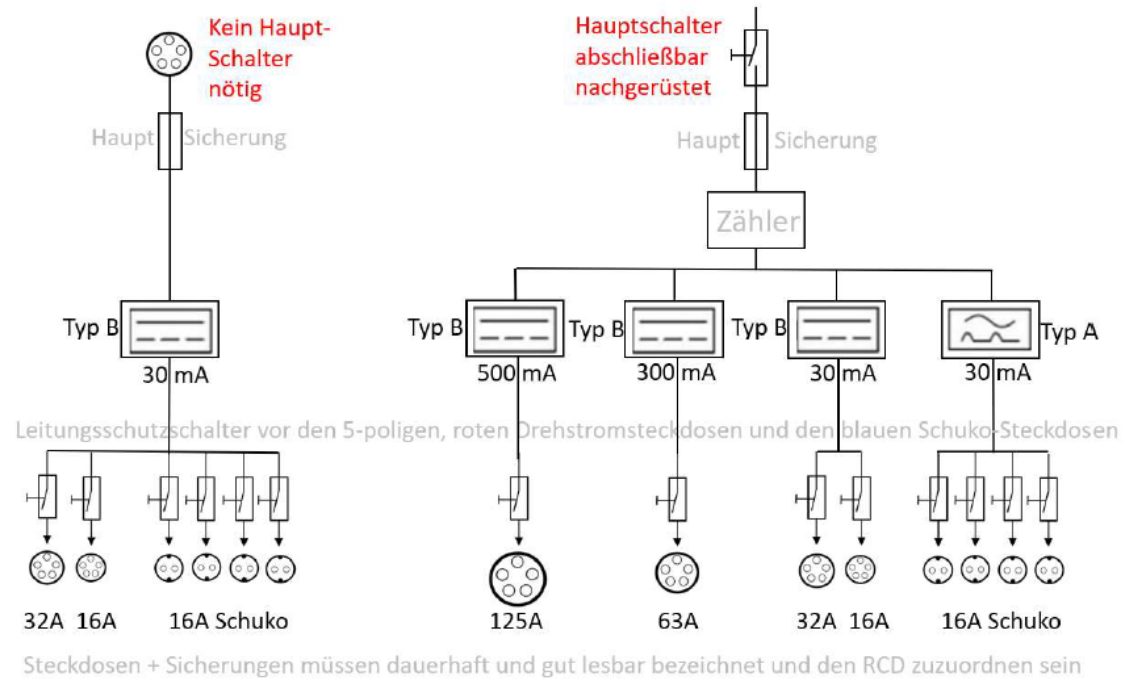 Kein Haupt-
Schalter
nötig
Hauptschalter
abschließbar
nachgerüstet
Haupt Sicherung
Haupt Sicherung
Zähler
Typ B
Typ B
Typ B
Typ B
Typ A
30 mA
500 mA
300 mA
30 mA
30 mA
Leitungsschutzschalter vor den 5-poligen, roten Drehstromsteckdosen und den blauen Schuko-Steckdosen
32A 16A 16A Schuko 125A 63A 32A 16A 16A Schuko
Steckdosen + Sicherungen müssen dauerhaft und gut lesbar bezeichnet und den RCD zuzuordnen sein